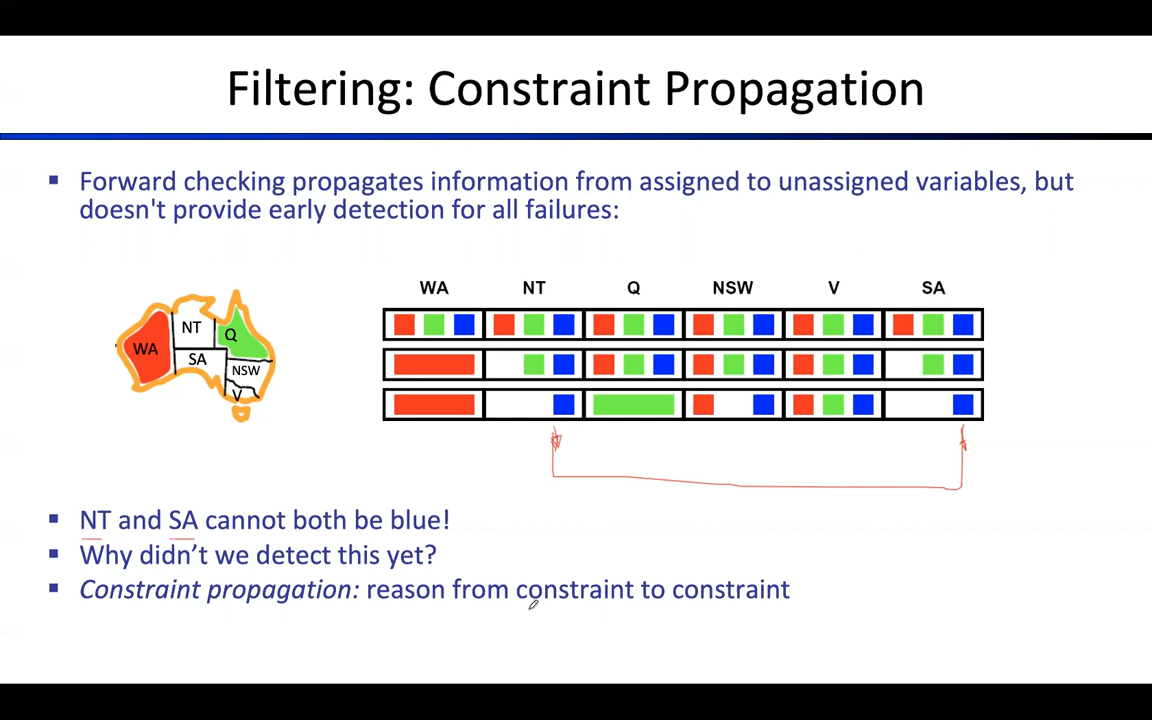 Filtering: Constraint Propagation
Forward checking propagates information from assigned to unassigned variables, but
doesn't provide early detection for all failures:
WA NT Q NSW V SA
NT
Q
WA
SA
NSW
V
NT and SA cannot both be blue!
Why didn’t we detect this yet?
Constraint propagation: reason from constraint to constraint